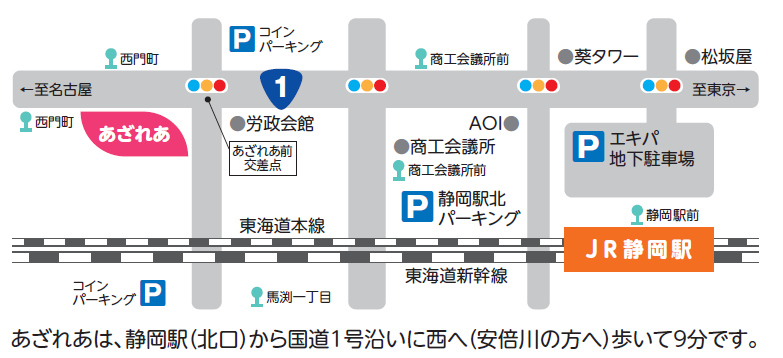 P コイン
パーキング
西門町
商工会議所前
葵タワー
松坂屋
←至名古屋
1
至東京→
西門町
あざれあ
労政会館
AOI
あざれあ前
交差点
商工会議所
商工会議所前
P エキパ
地下駐車場
P 静岡駅北
パーキング
静岡駅前
東海道本線
JR静岡駅
東海道新幹線
コイン
パーキング P
馬渕一丁目
あざれあは、静岡駅(北口)から国道1号沿いに西へ(安倍川の方へ)歩いて9分です。